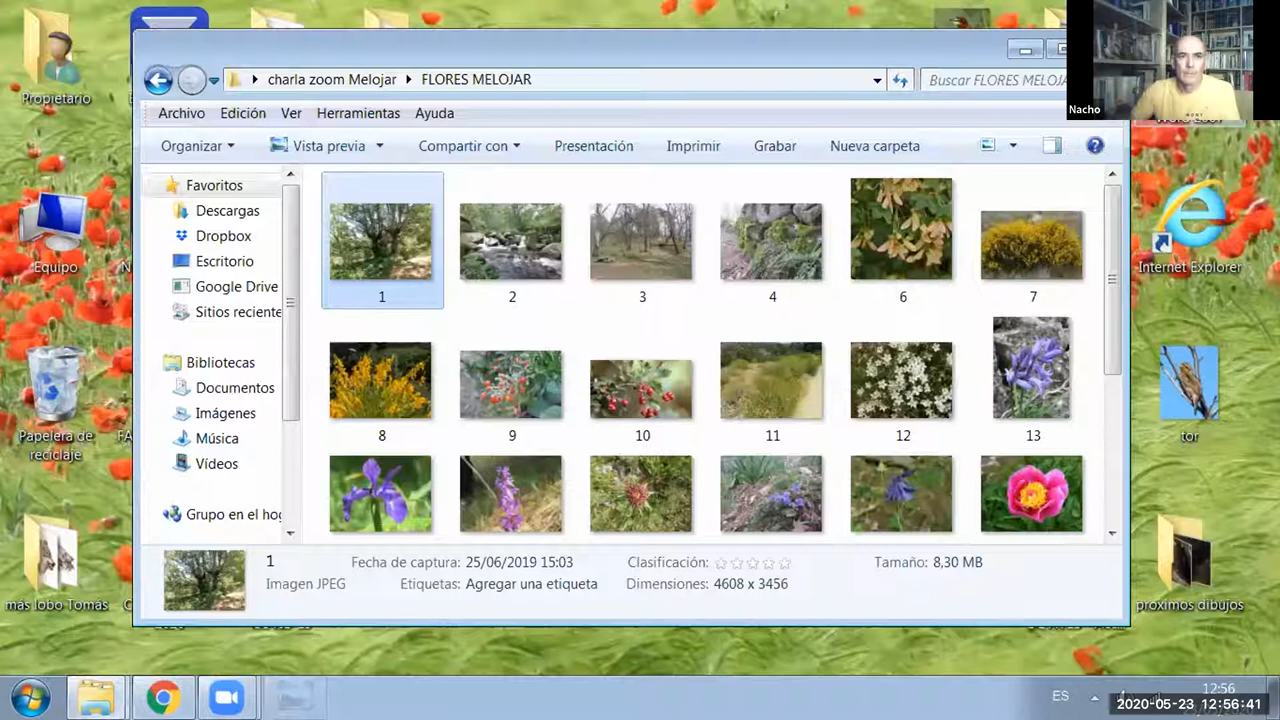 Propietario
charla zoom Melojar FLORES MELOJAR
Buscar FLORES MELOJA
Nacho
Archivo Edición Ver Herramientas Ayuda
Organizar Vista previa Compartir con Presentación Imprimir Grabar Nueva carpeta
Favoritos
Descargas
Dropbox
Escritorio
Google Drive
Sitios reciente
Bibliotecas
Documentos
Imágenes
Música
Vídeos
Grupo en el hog
1 2 3 4 6 7
8 9 10 11 12 13
1
Imagen JPEG
Fecha de captura: 25/06/2019 15:03
Etiquetas: Agregar una etiqueta
Clasificación:
Dimensiones: 4608 x 3456
Tamaño: 8,30 MB
Equipo
Internet Explorer
Papelera de
reciclaje
tor
más lobo Tomás
proximos dibujos
ES
12:56
2020-05-23 12:56:41